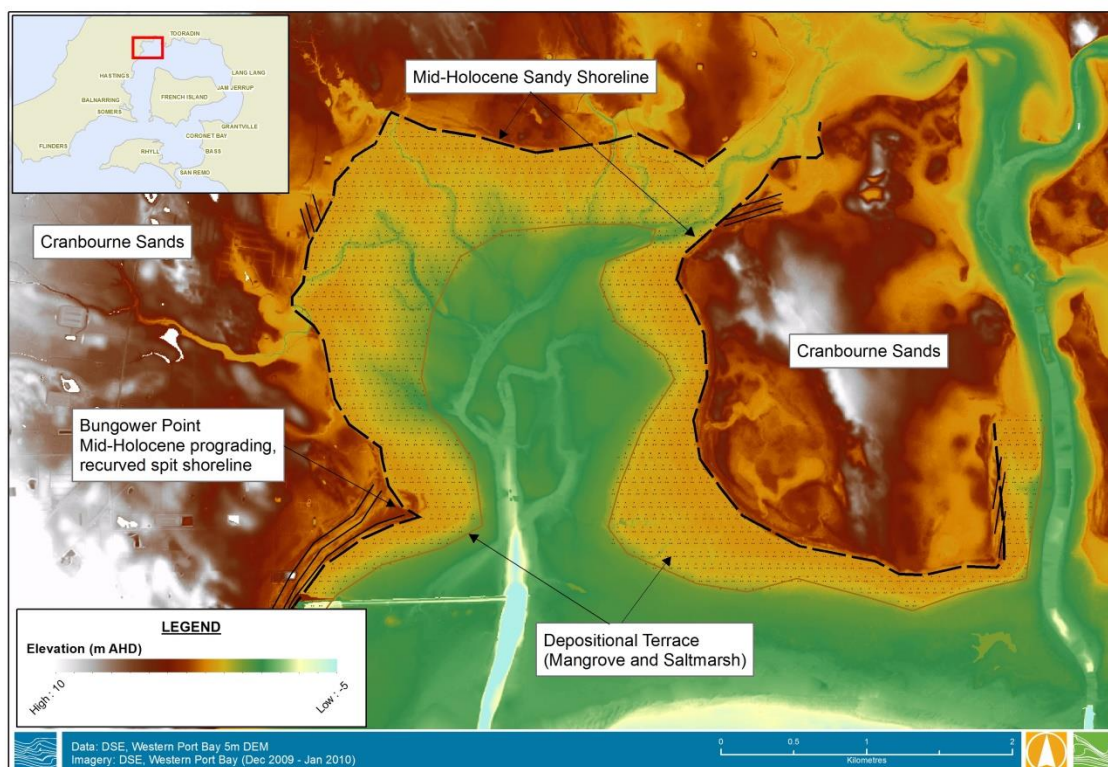 TOORADIN
HASTINGS
LANG LANG
JAM JERRUP
BALNARRING
FRENCH ISLAND
SOMERS
GRANTVILLE
CORONET BAY
FLINDERS
RHYLL
BASS
SAN REMO
Mid-Holocene Sandy Shoreline
Cranbourne Sands
Cranbourne Sands
Bungower Point
Mid-Holocene prograding,
recurved spit shoreline
Depositional Terrace
(Mangrove and Saltmarsh)
LEGEND
Elevation (m AHD)
High : 10
Low : -5
Data: DSE, Western Port Bay 5m DEM
Imagery: DSE, Western Port Bay (Dec 2009 - Jan 2010)
0 0.5 1 2
Kilometres